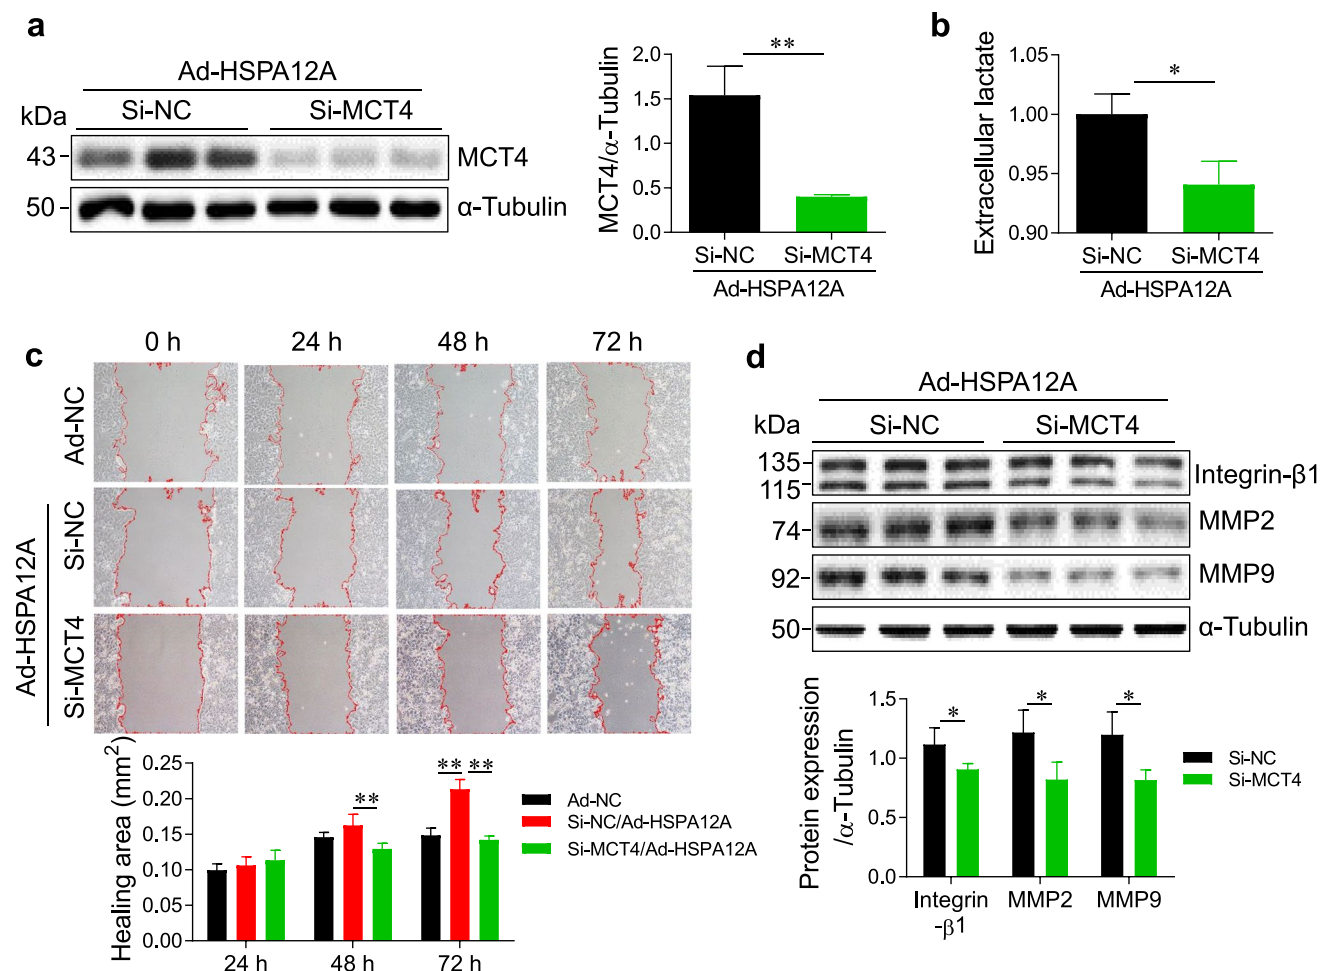 a
Ad-HSPA12A
Si-NC Si-MCT4
kDa
43 MCT4
50 α-Tubulin
MCT4/α-Tubulin
2.0
1.5
1.0
0.5
0.0
**
Si-NC Si-MCT4
Ad-HSPA12A
b
Extracellular lactate
1.05
1.00
0.95
0.90
*
Si-NC Si-MCT4
Ad-HSPA12A
c
0 h 24 h 48 h 72 h
Ad-NC
Ad-HSPA12A
Si-NC
Si-MCT4
Healing area (mm²)
0.25
0.20
0.15
0.10
0.05
0.00
**
** **
24 h 48 h 72 h
Ad-NC
Si-NC/Ad-HSPA12A
Si-MCT4/Ad-HSPA12A
d
Ad-HSPA12A
kDa Si-NC Si-MCT4
135
115
Integrin-β1
74 MMP2
92 MMP9
50 α-Tubulin
Protein expression
/α-Tubulin
1.5
1.0
0.5
0.0
* * *
Integrin
-β1
MMP2 MMP9
Si-NC
Si-MCT4